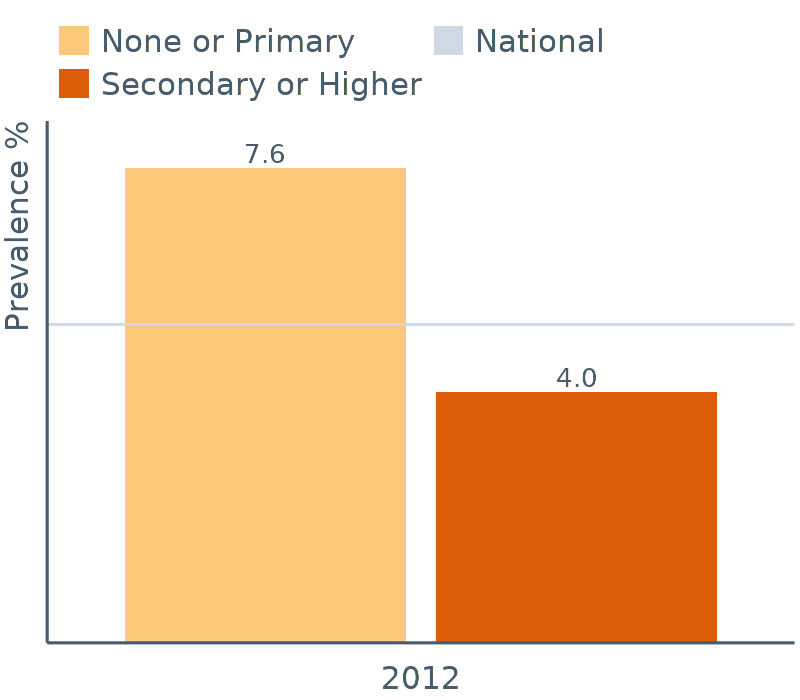 None or Primary
National
Secondary or Higher
Prevalence %
7.6
4.0
2012